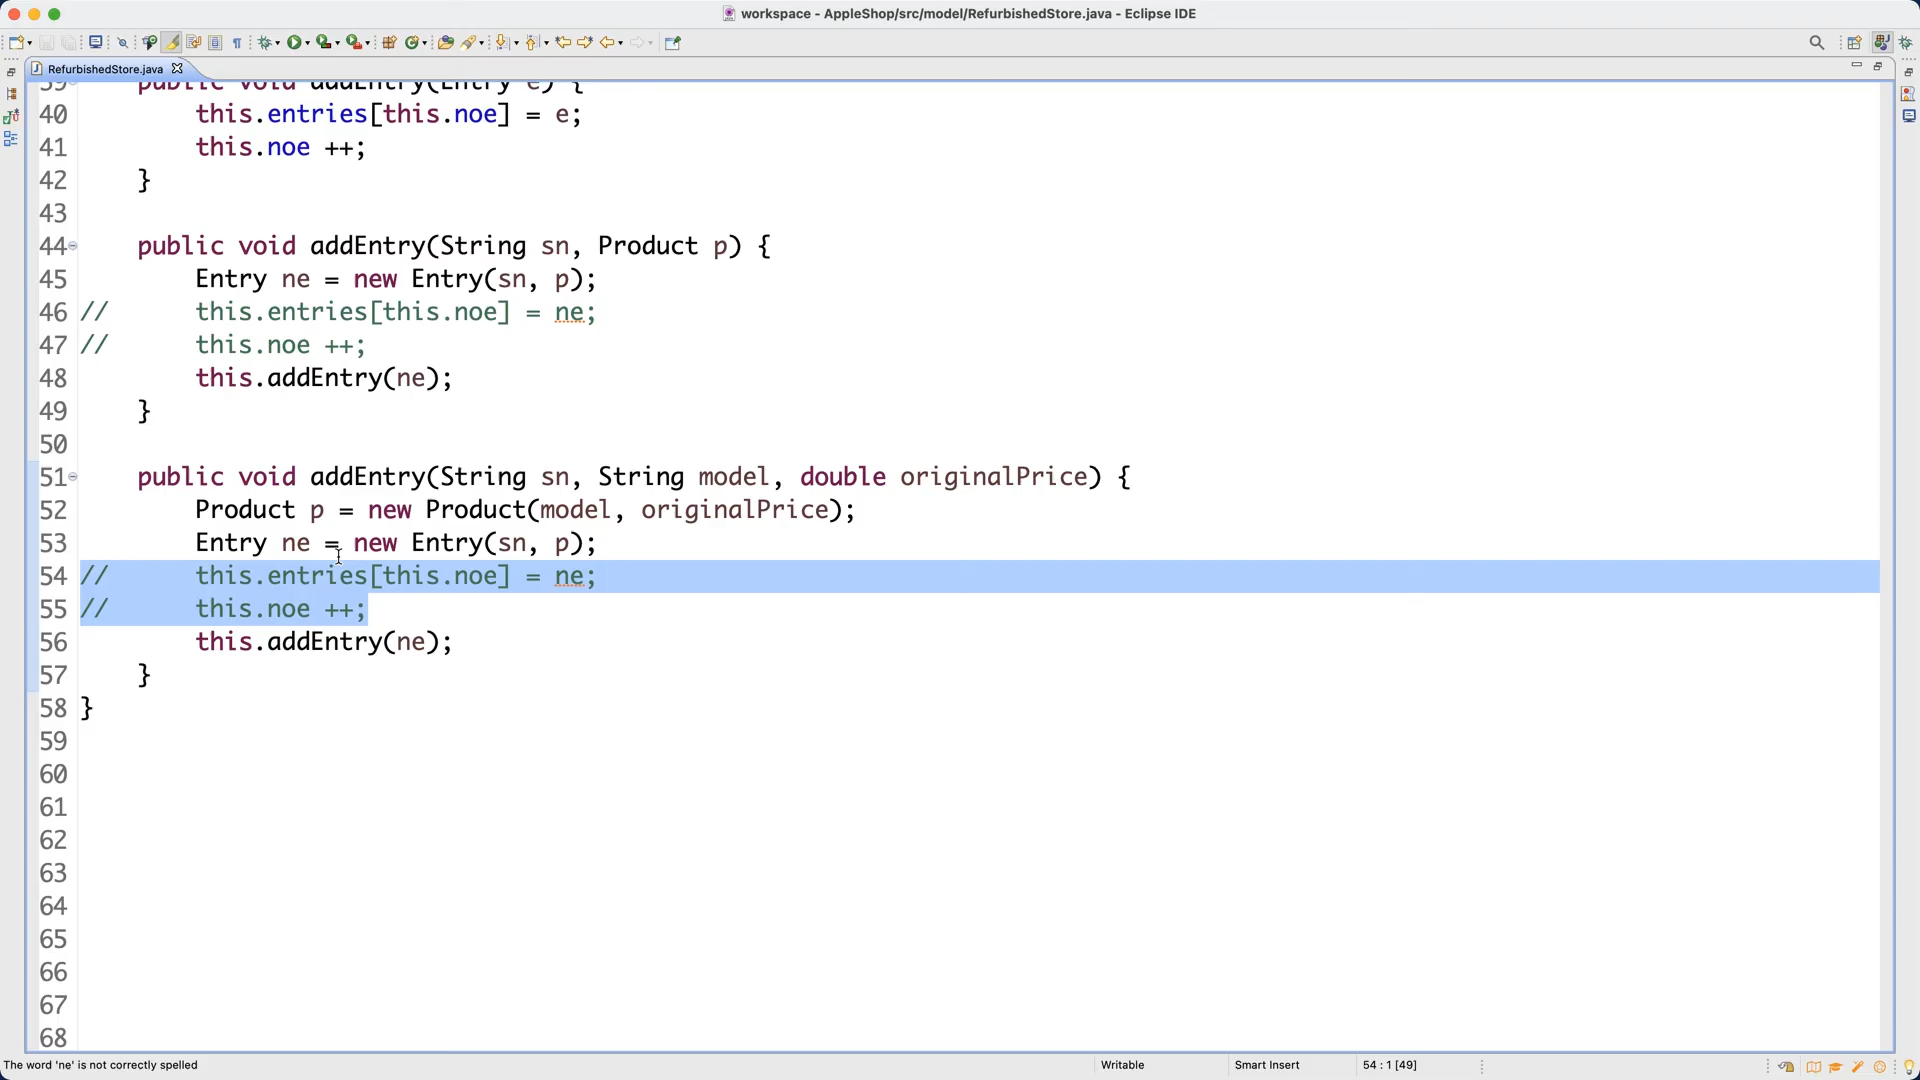 workspace - AppleShop/src/model/RefurbishedStore.java - Eclipse IDE
RefurbishedStore.java
39 public void addEntry(Entry e) {
40 this.entries[this.noe] = e;
41 this.noe ++;
42 }
43
44 public void addEntry(String sn, Product p) {
45 Entry ne = new Entry(sn, p);
46 // this.entries[this.noe] = ne;
47 // this.noe ++;
48 this.addEntry(ne);
49 }
50
51 public void addEntry(String sn, String model, double originalPrice) {
52 Product p = new Product(model, originalPrice);
53 Entry ne = new Entry(sn, p);
54 // this.entries[this.noe] = ne;
55 // this.noe ++;
56 this.addEntry(ne);
57 }
58 }
59
60
61
62
63
64
65
66
67
68
The word 'ne' is not correctly spelled Writable Smart Insert 54 : 1 [49]